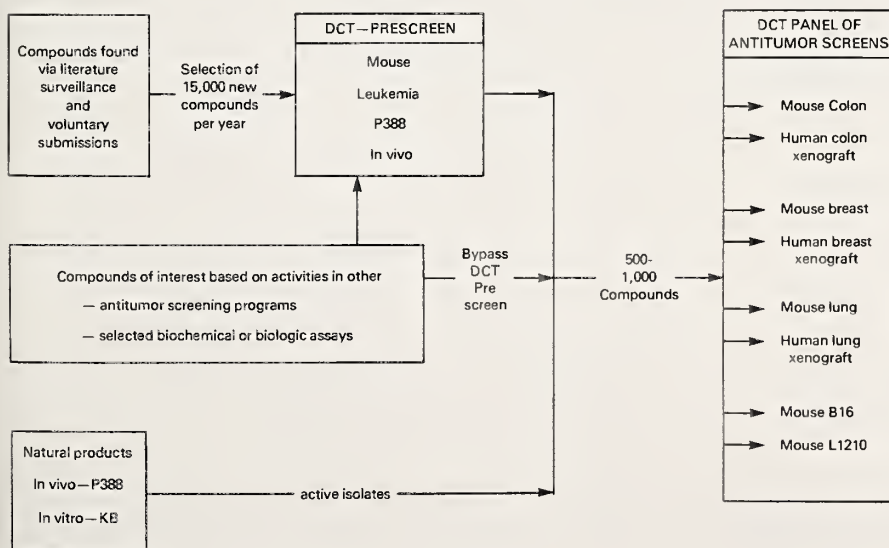 Compounds found
via literature
surveillance
and
voluntary
submissions
Selection of
15,000 new
compounds
per year
DCT—PRESCREEN
Mouse
Leukemia
P388
In vivo
Compounds of interest based on activities in other
— antitumor screening programs
— selected biochemical or biologic assays
Bypass
DCT
Pre
screen
Natural products
In vivo—P388
In vitro—KB
active isolates
500-
1,000
Compounds
DCT PANEL OF
ANTITUMOR SCREENS
Mouse Colon
Human colon
xenograft
Mouse breast
Human breast
xenograft
Mouse lung
Human lung
xenograft
Mouse B16
Mouse L1210